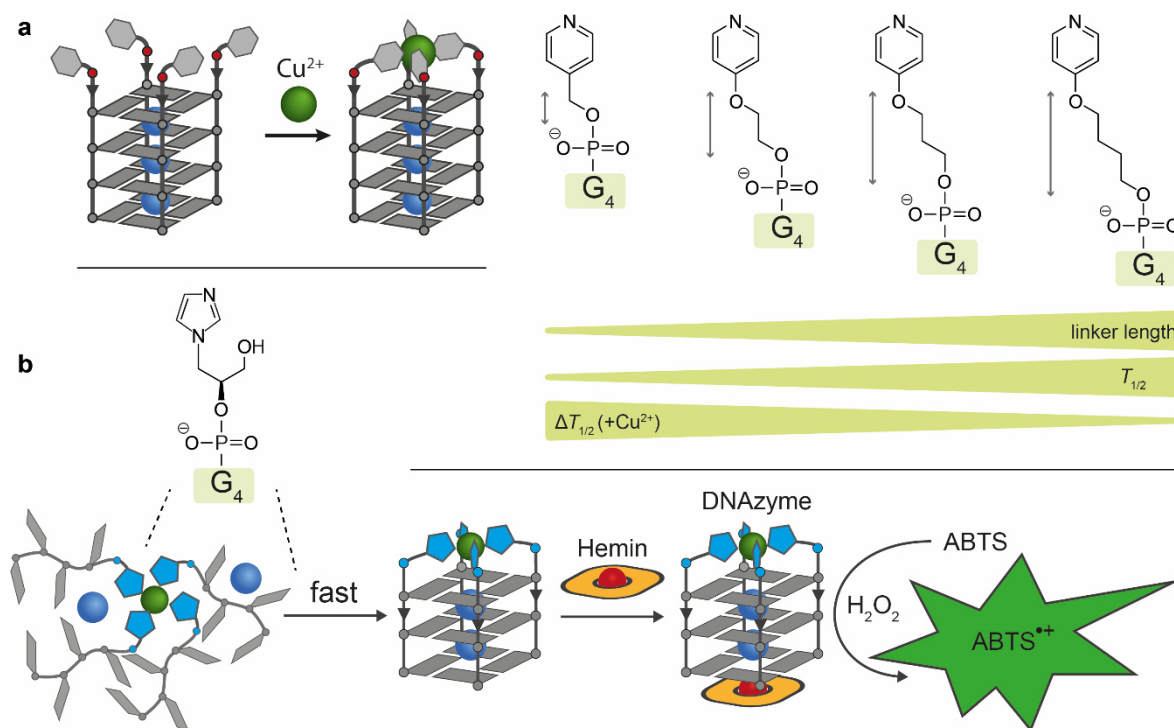 a
Cu²⁺
N
O
⊖
O
P
O
G₄
N
O
O
⊖
O
P
O
G₄
N
O
O
⊖
O
P
O
G₄
N
O
O
⊖
O
P
O
G₄
linker length
T₁/₂
ΔT₁/₂ (+Cu²⁺)
b
N
N
OH
O
⊖
O
P
O
G₄
fast
Hemin
DNAzyme
ABTS
H₂O₂
ABTS•⁺